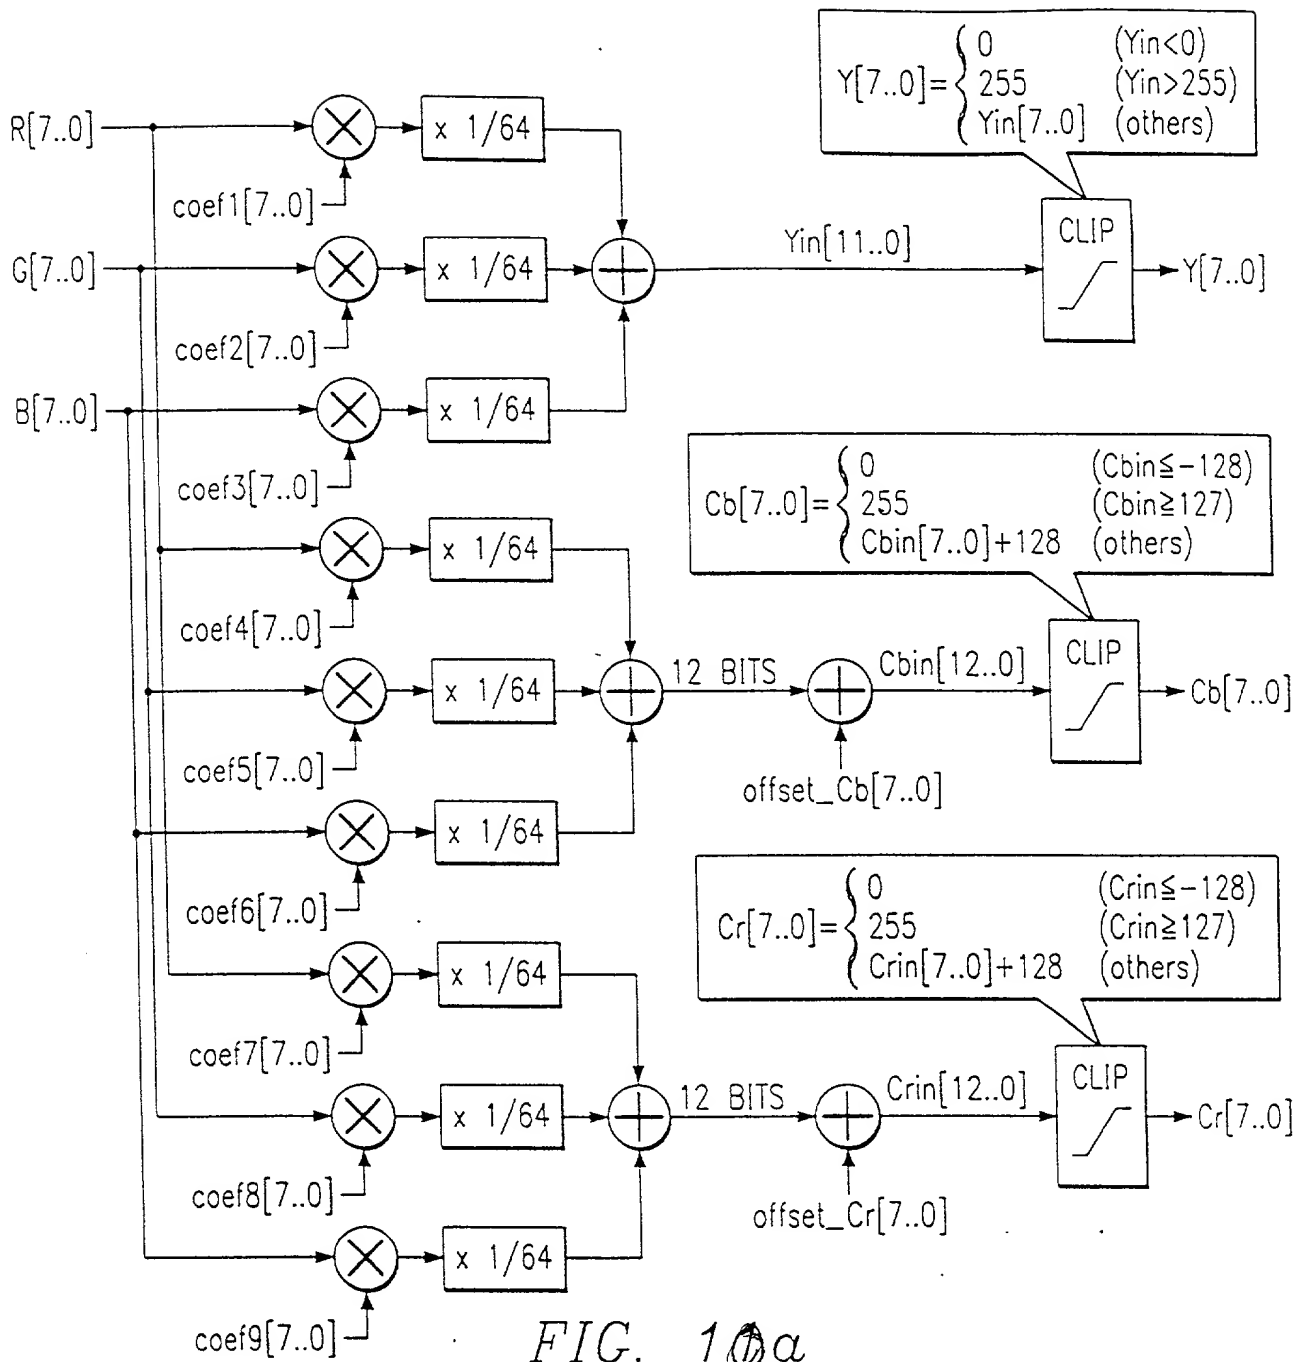 Y[7..0]= { 0 (Yin<0)
255 (Yin>255)
Yin[7..0] (others)
R[7..0]
x 1/64
coef1[7..0]
CLIP
G[7..0]
x 1/64
Yin[11..0]
Y[7..0]
coef2[7..0]
B[7..0]
x 1/64
coef3[7..0]
Cb[7..0]= { 0 (Cbin≦-128)
255 (Cbin≧127)
Cbin[7..0]+128 (others)
x 1/64
coef4[7..0]
CLIP
x 1/64
12 BITS
Cbin[12..0]
Cb[7..0]
coef5[7..0]
offset_Cb[7..0]
x 1/64
coef6[7..0]
Cr[7..0]= { 0 (Crin≦-128)
255 (Crin≧127)
Crin[7..0]+128 (others)
x 1/64
coef7[7..0]
CLIP
x 1/64
12 BITS
Crin[12..0]
Cr[7..0]
coef8[7..0]
offset_Cr[7..0]
x 1/64
coef9[7..0]
FIG.